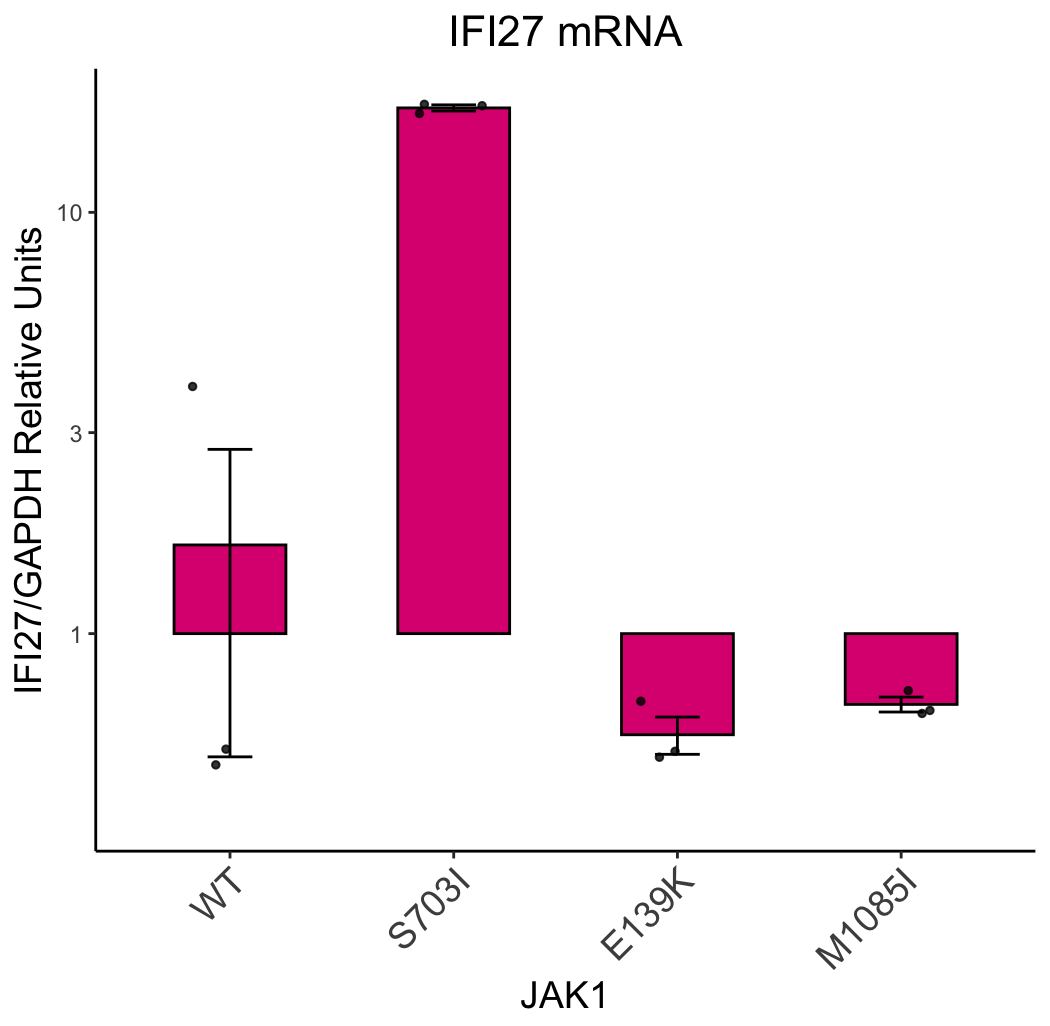 IFI27 mRNA
IFI27/GAPDH Relative Units
10
3
1
WT
S703I
E139K
M1085I
JAK1